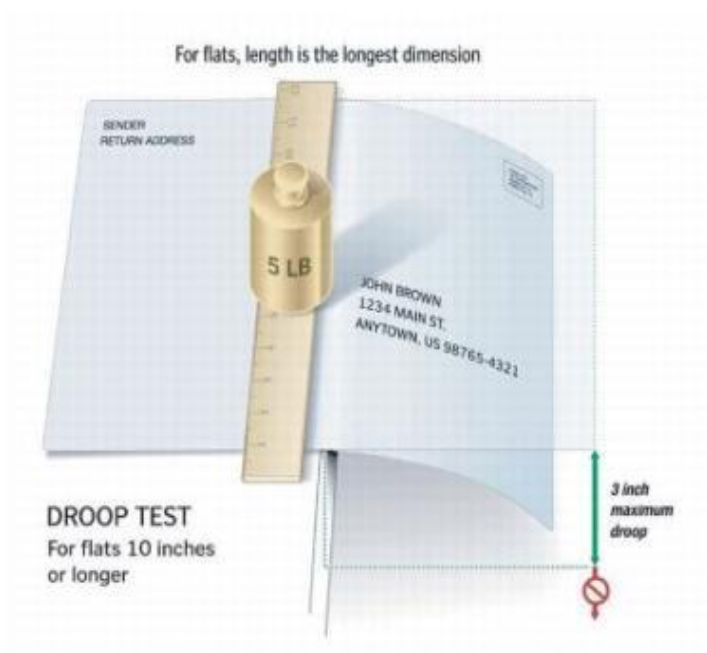 For flats, length is the longest dimension
SENDER
RETURN ADDRESS
5 LB
JOHN BROWN
1234 MAIN ST.
ANYTOWN, US 98765-4321
3 inch
maximum
droop
DROOP TEST
For flats 10 inches
or longer